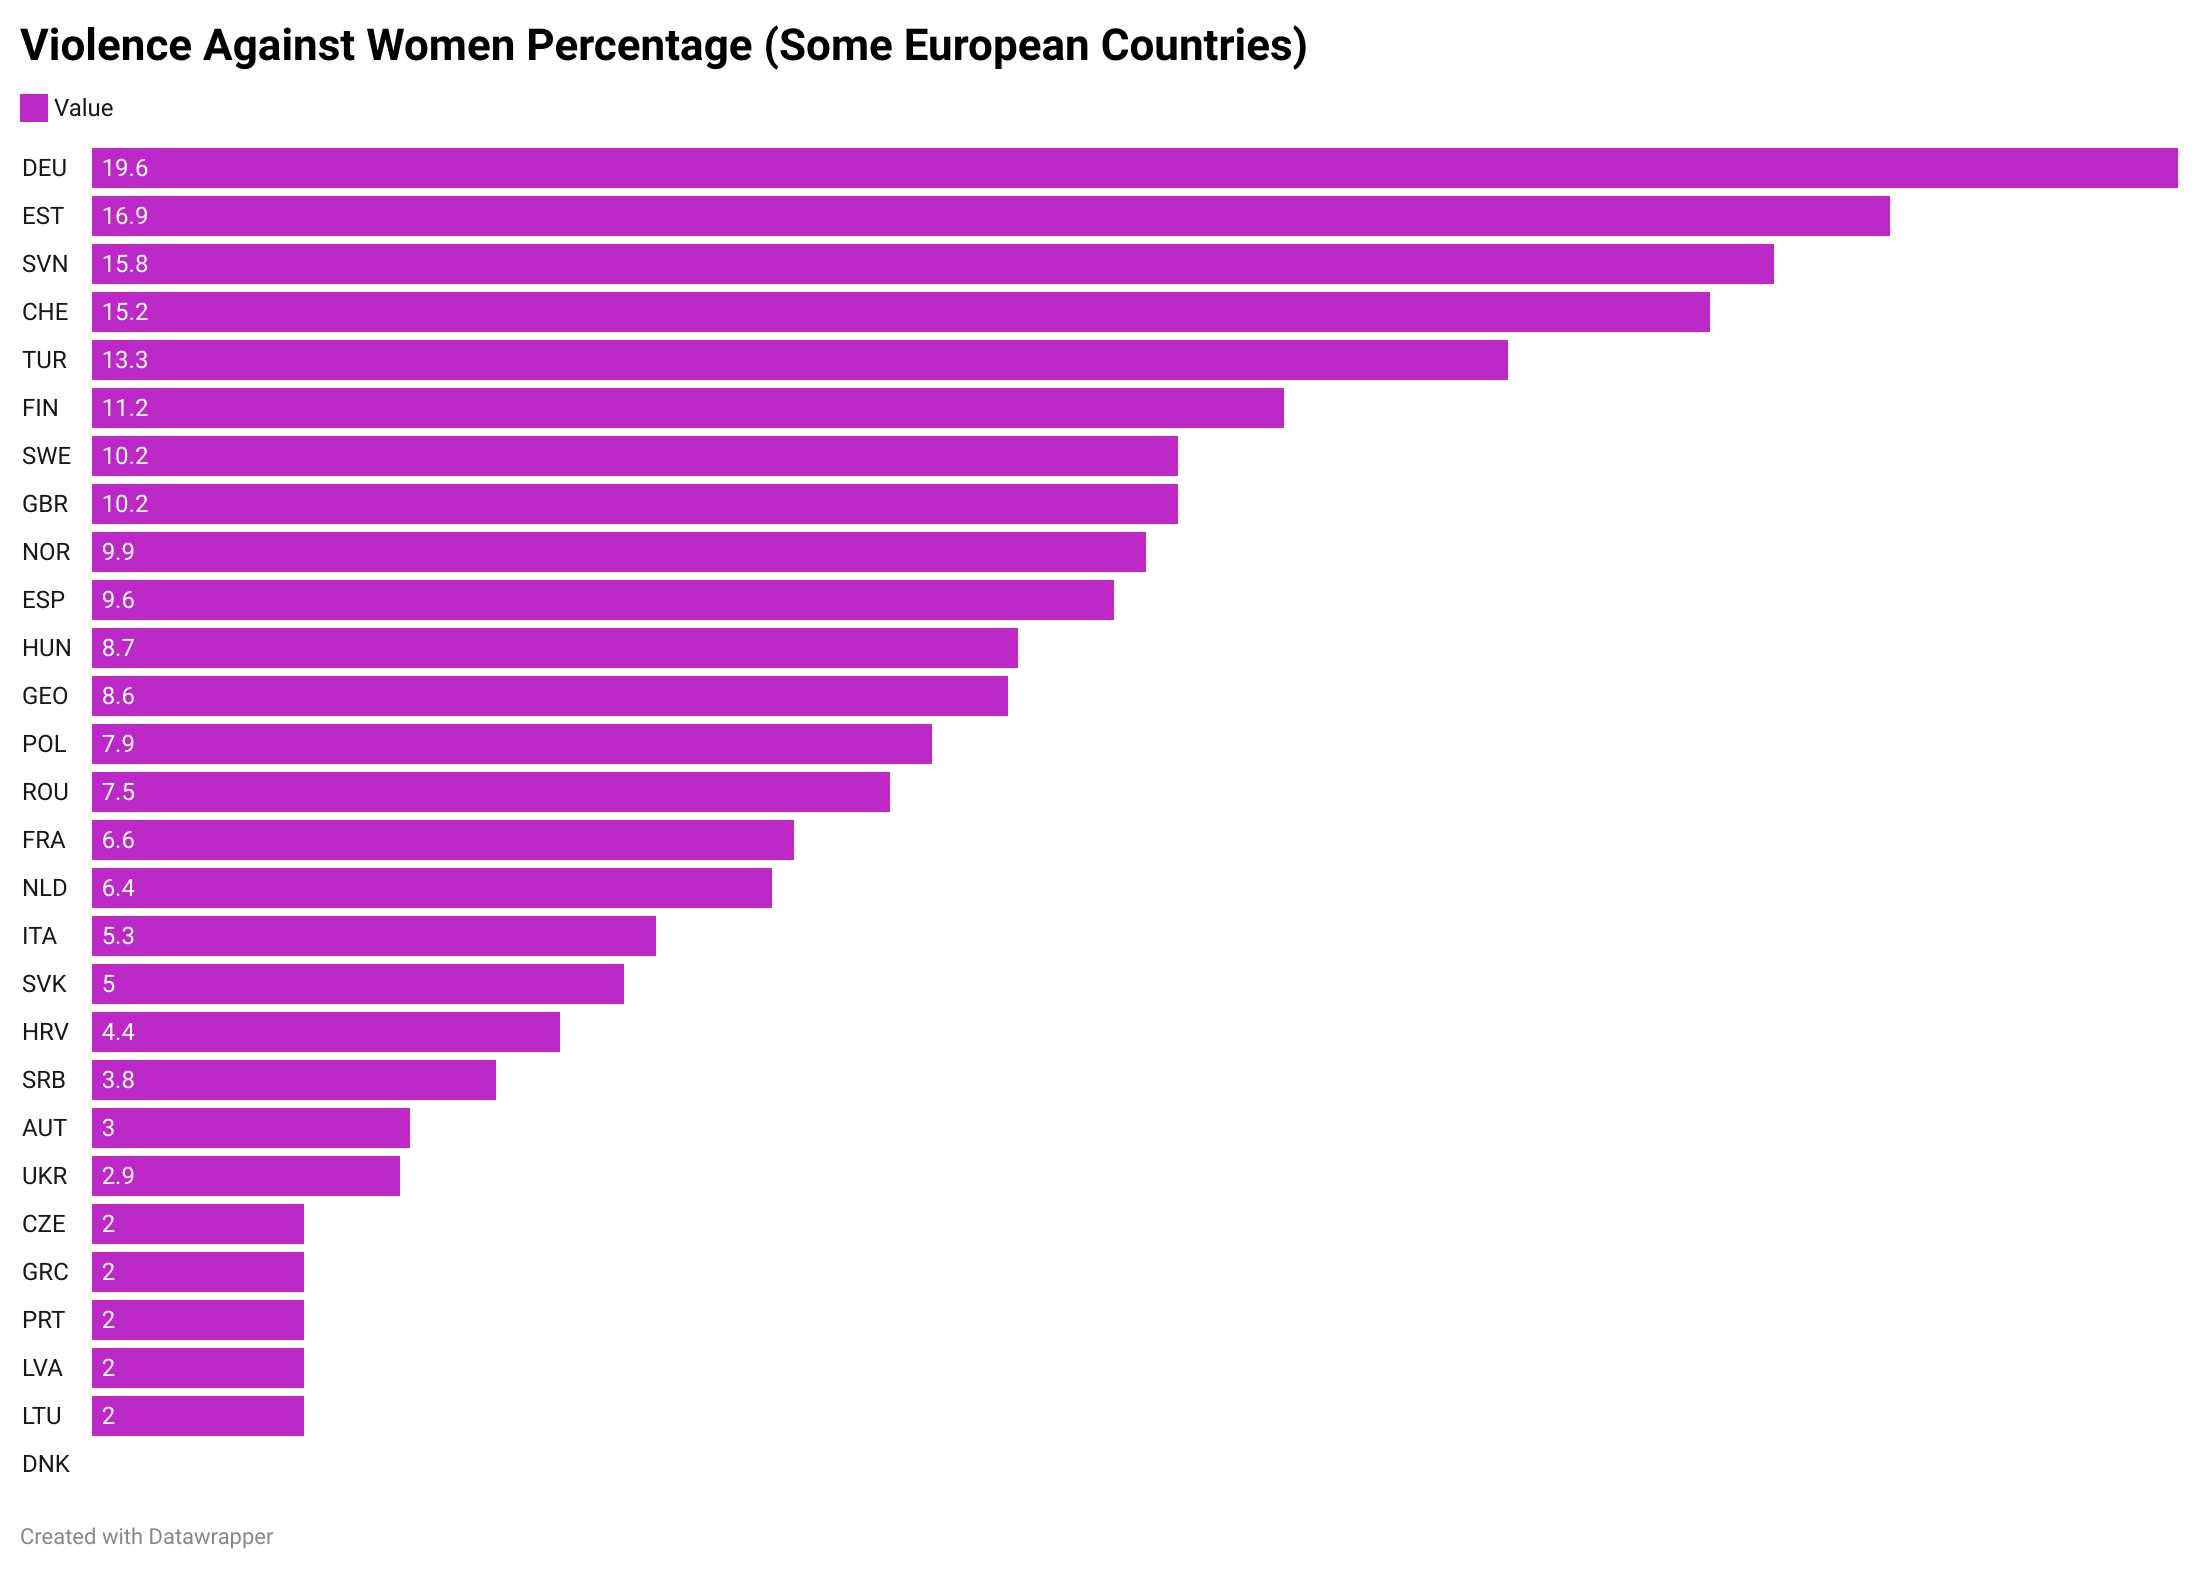 Violence Against Women Percentage (Some European Countries)
Value
DEU 19.6
EST 16.9
SVN 15.8
CHE 15.2
TUR 13.3
FIN 11.2
SWE 10.2
GBR 10.2
NOR 9.9
ESP 9.6
HUN 8.7
GEO 8.6
POL 7.9
ROU 7.5
FRA 6.6
NLD 6.4
ITA 5.3
SVK 5
HRV 4.4
SRB 3.8
AUT 3
UKR 2.9
CZE 2
GRC 2
PRT 2
LVA 2
LTU 2
DNK
Created with Datawrapper